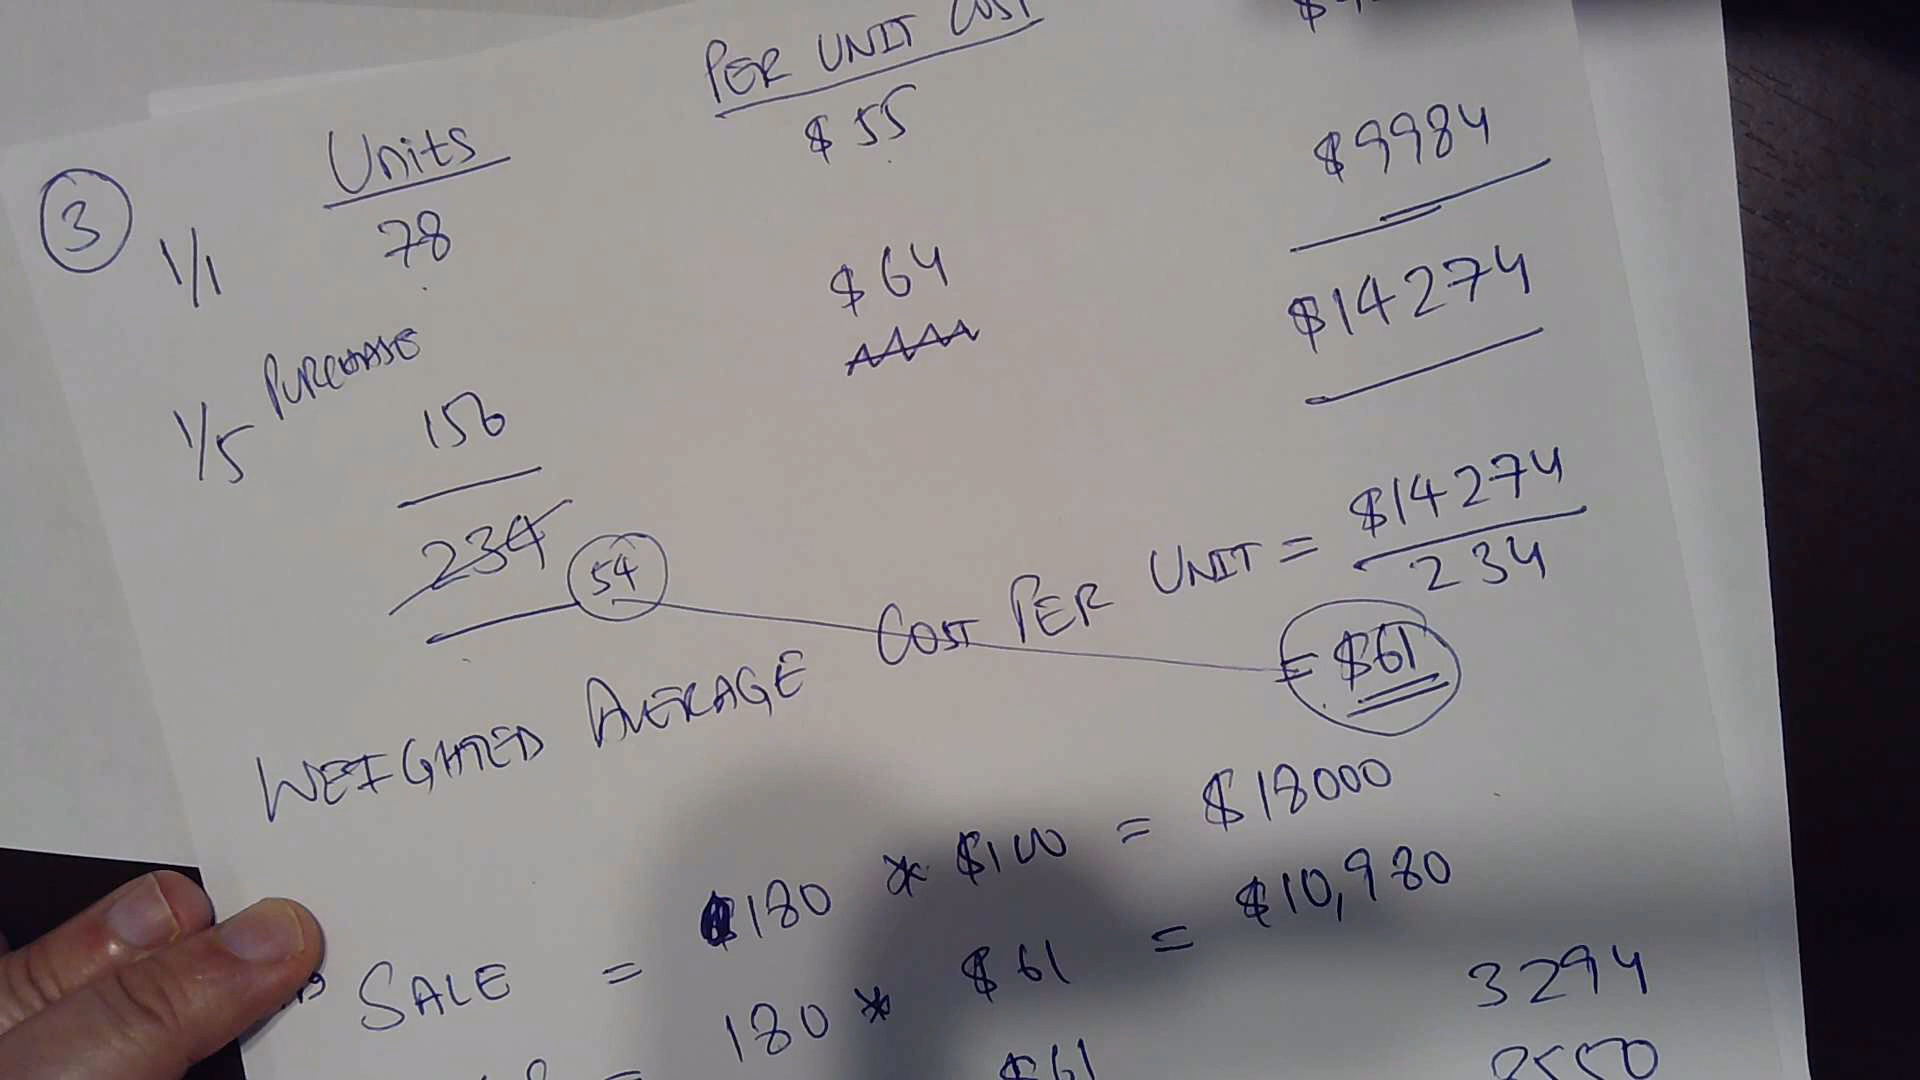 PER UNIT COST
Units
$55
③
1/1
78
$9984
$64
$14274
PURCHASE
1/5
156
234
54
WEIGHTED AVERAGE COST PER UNIT = $14274
234
= $61
SALE = 180 * $100 = $18000
180 * $61 = $10,980
3294
$61